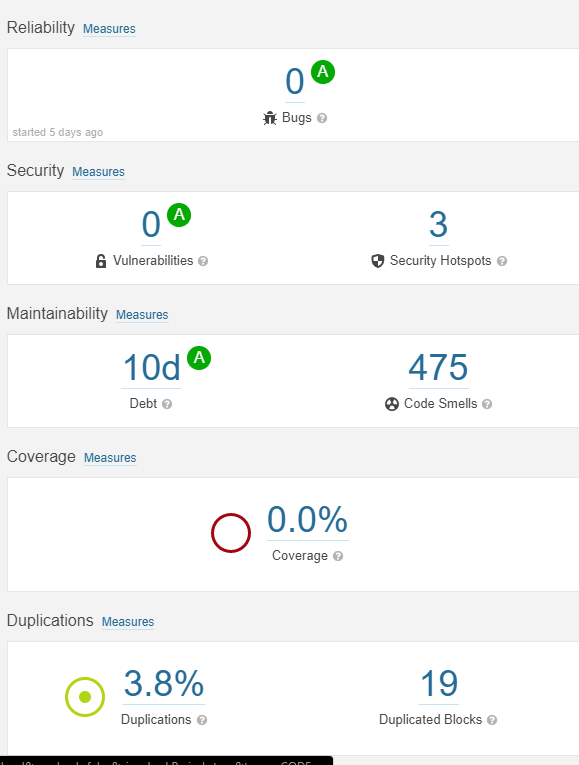 Reliability Measures
0 A
Bugs ?
started 5 days ago
Security Measures
0 A 3
Vulnerabilities ? Security Hotspots ?
Maintainability Measures
10d A 475
Debt ? Code Smells ?
Coverage Measures
0.0%
Coverage ?
Duplications Measures
3.8% 19
Duplications ? Duplicated Blocks ?